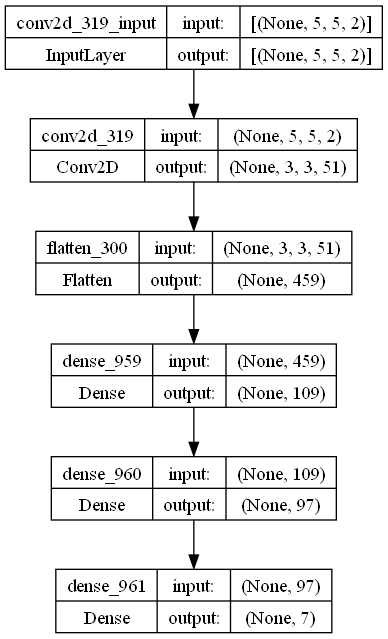 conv2d_319_input input: [(None, 5, 5, 2)]
InputLayer output: [(None, 5, 5, 2)]
conv2d_319 input: (None, 5, 5, 2)
Conv2D output: (None, 3, 3, 51)
flatten_300 input: (None, 3, 3, 51)
Flatten output: (None, 459)
dense_959 input: (None, 459)
Dense output: (None, 109)
dense_960 input: (None, 109)
Dense output: (None, 97)
dense_961 input: (None, 97)
Dense output: (None, 7)